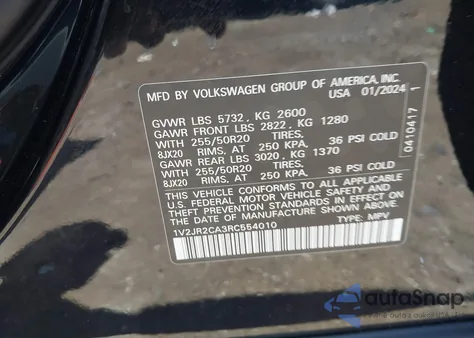 MFD BY VOLKSWAGEN GROUP OF AMERICA, INC.
USA 01/2024
GVWR LBS 5732, KG 2600
GAWR FRONT LBS 2822, KG 1280
WITH 255/50R20 TIRES,
8JX20 RIMS, AT 250 KPA, 36 PSI COLD
GAWR REAR LBS 3020, KG 1370
WITH 255/50R20 TIRES,
8JX20 RIMS, AT 250 KPA, 36 PSI COLD
THIS VEHICLE CONFORMS TO ALL APPLICABLE
U.S. FEDERAL MOTOR VEHICLE SAFETY AND
THEFT PREVENTION STANDARDS IN EFFECT ON
THE DATE OF MANUFACTURE SHOWN ABOVE
1V2JR2CA3RC554010 TYPE: MPV
0410417 1
autoSnap